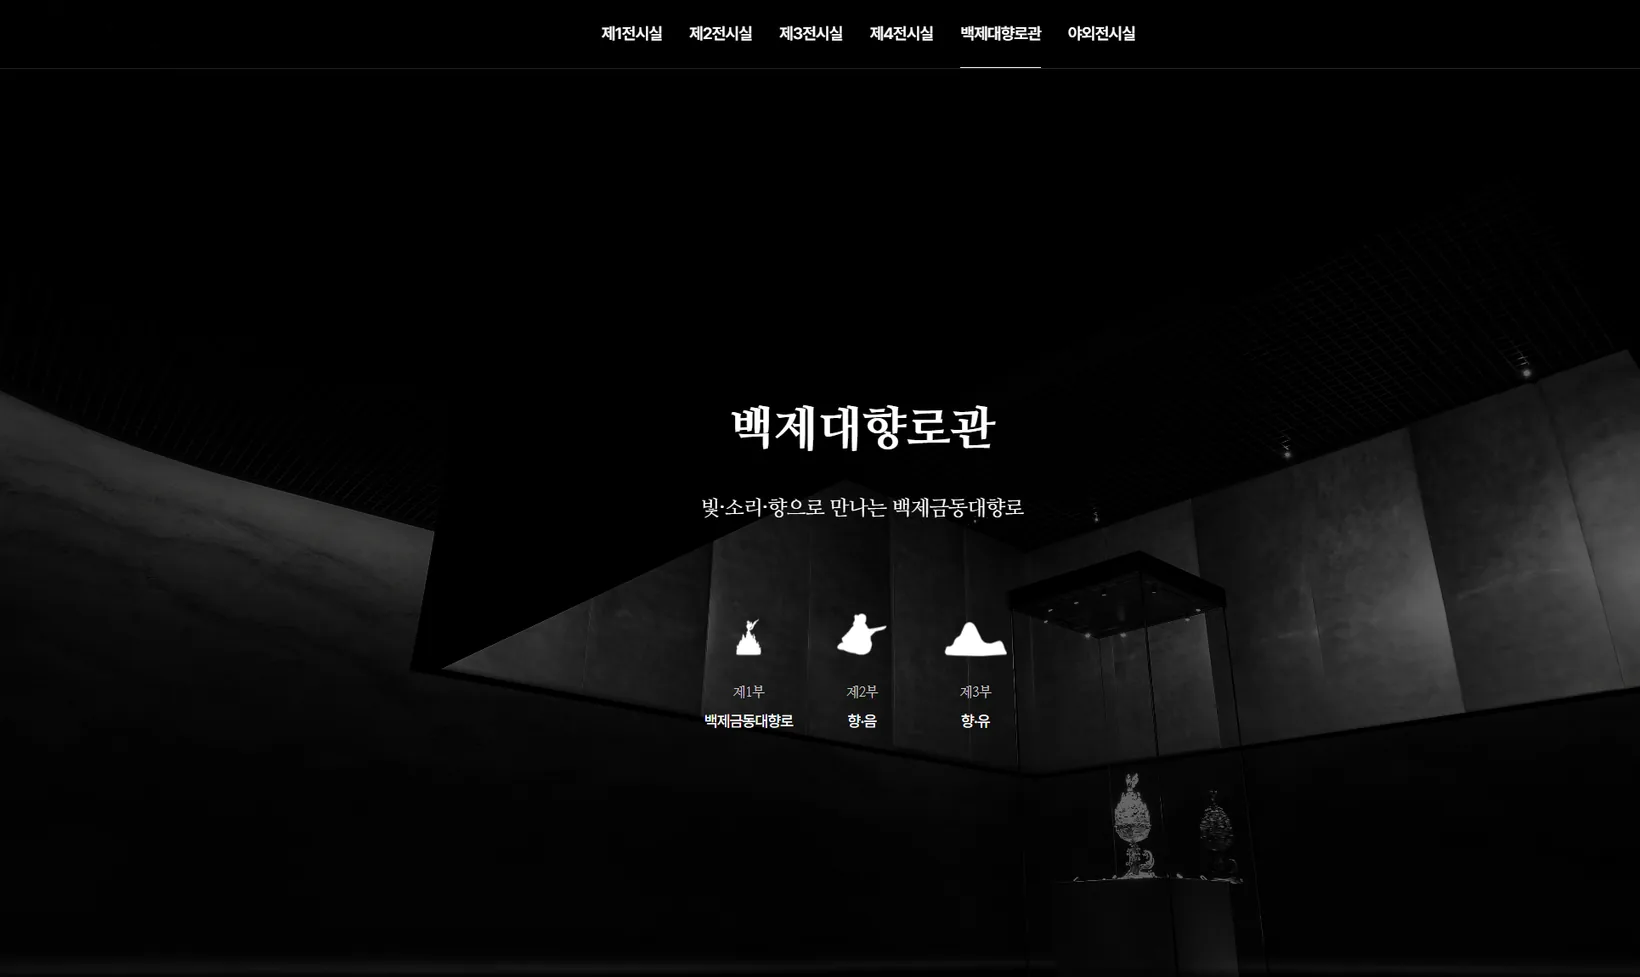 제1전시실 제2전시실 제3전시실 제4전시실 백제대향로관 야외전시실
백제대향로관
빛·소리·향으로 만나는 백제금동대향로
제1부 제2부 제3부
백제금동대향로 향·음 향·유